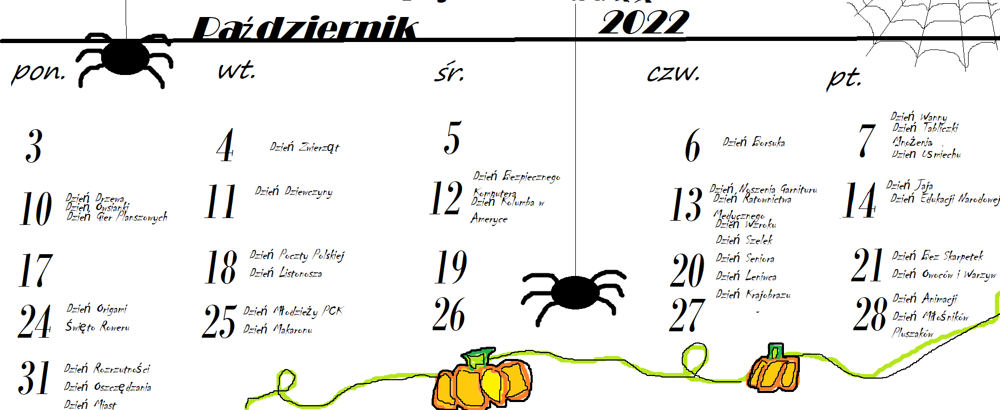 Październik 2022
pon. wt. śr. czw. pt.
3
4 Dzień Zwierząt
5
6 Dzień Borsuka
7 Dzień Wanny
Dzień Tabliczki
Mnożenia
Dzień Uśmiechu
10 Dzień Drzewa
Dzień Owsianki
Dzień Gier Planszowych
11 Dzień Dziewczyny
12 Dzień Bezpiecznego
Komputera
Dzień Kolumba w
Ameryce
13 Dzień Noszenia Garnituru
Dzień Ratownictwa
Medycznego
Dzień Wzroku
Dzień Szelek
14 Dzień Jaja
Dzień Edukacji Narodowej
17
18 Dzień Poczty Polskiej
Dzień Listonosza
19
20 Dzień Seniora
Dzień Leniwca
Dzień Krajobrazu
21 Dzień Bez Skarpetek
Dzień Owoców i Warzyw
24 Dzień Origami
Święto Roweru
25 Dzień Młodzieży PCK
Dzień Makaronu
26
27
-
28 Dzień Animacji
Dzień Miłośników
Pluszaków
31 Dzień Rozrzutności
Dzień Oszczędzania
Dzień Miast